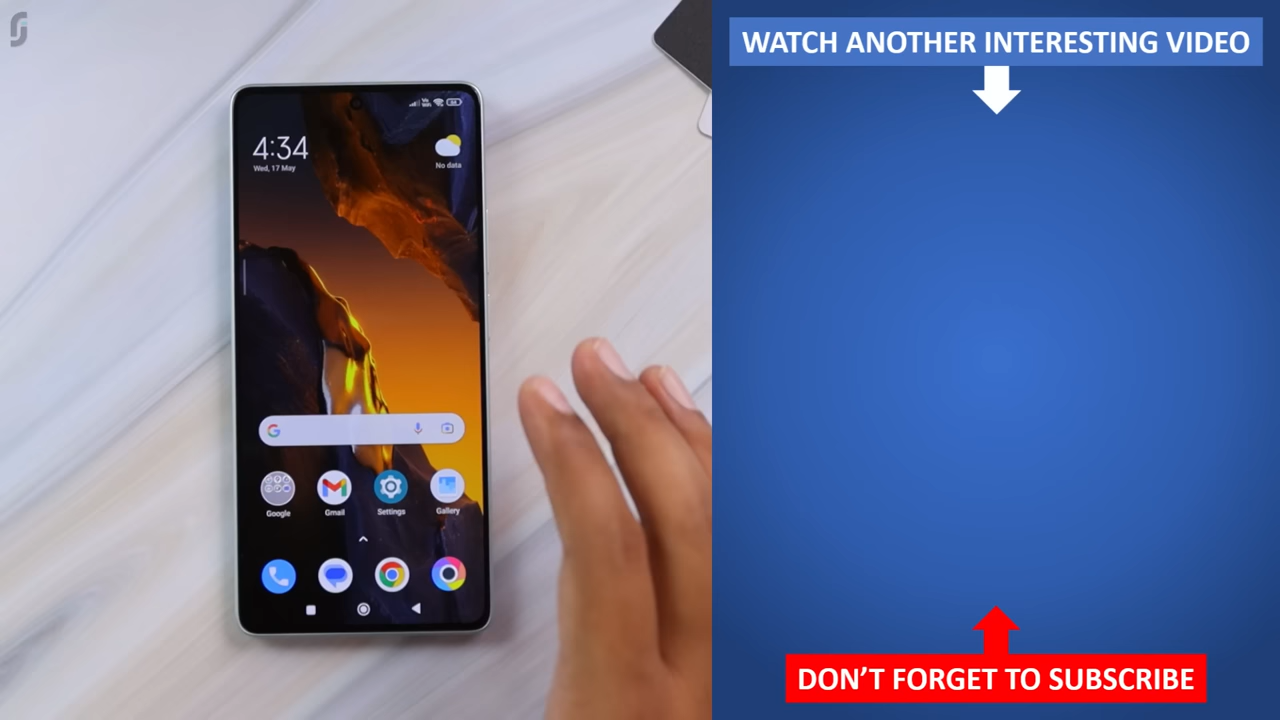 WATCH ANOTHER INTERESTING VIDEO
4:34
Wed, 17 May
No data
Google
Gmail
Settings
Gallery
DON'T FORGET TO SUBSCRIBE